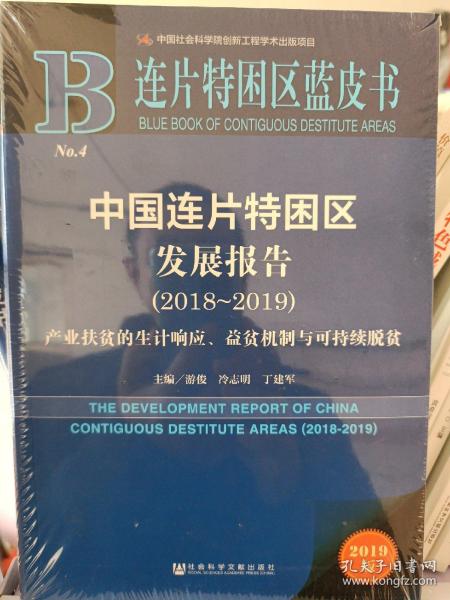 中国社会科学院创新工程学术出版项目
B
连片特困区蓝皮书
BLUE BOOK OF CONTIGUOUS DESTITUTE AREAS
No.4
中国连片特困区
发展报告
(2018~2019)
产业扶贫的生计响应、益贫机制与可持续脱贫
主编/游俊 冷志明 丁建军
THE DEVELOPMENT REPORT OF CHINA
CONTIGUOUS DESTITUTE AREAS (2018-2019)
2019
社会科学文献出版社
SOCIAL SCIENCES ACADEMIC PRESS (CHINA)
孔夫子旧书网
kongfz.com